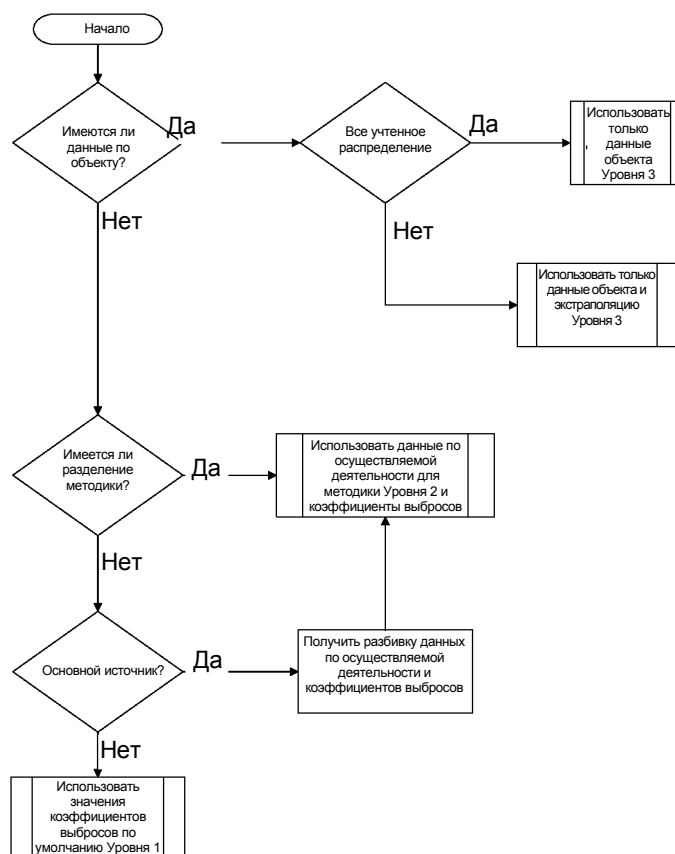 Начало
Имеются ли
данные по
объекту?
Да
Все учтенное
распределение
Да
Использовать
только
данные
объекта
Уровня 3
Нет
Нет
Использовать только
данные объекта и
экстраполяцию
Уровня 3
Имеется ли
разделение
методики?
Да
Использовать данные по
осуществляемой
деятельности для
методики Уровня 2 и
коэффициенты выбросов
Нет
Основной источник?
Да
Получить разбивку данных
по осуществляемой
деятельности и
коэффициентов выбросов
Нет
Использовать
значения
коэффициентов
выбросов по
умолчанию Уровня 1